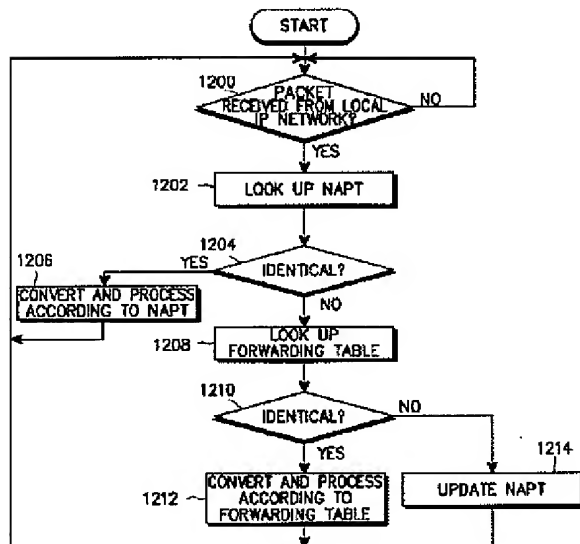 START
1200
PACKET
RECEIVED FROM LOCAL
IP NETWORK?
NO
YES
1202
LOOK UP NAPT
1204
1206
YES
IDENTICAL?
CONVERT AND PROCESS
ACCORDING TO NAPT
NO
LOOK UP
FORWARDING TABLE
1208
1210
IDENTICAL?
NO
YES
1214
CONVERT AND PROCESS
ACCORDING TO
FORWARDING TABLE
1212
UPDATE NAPT